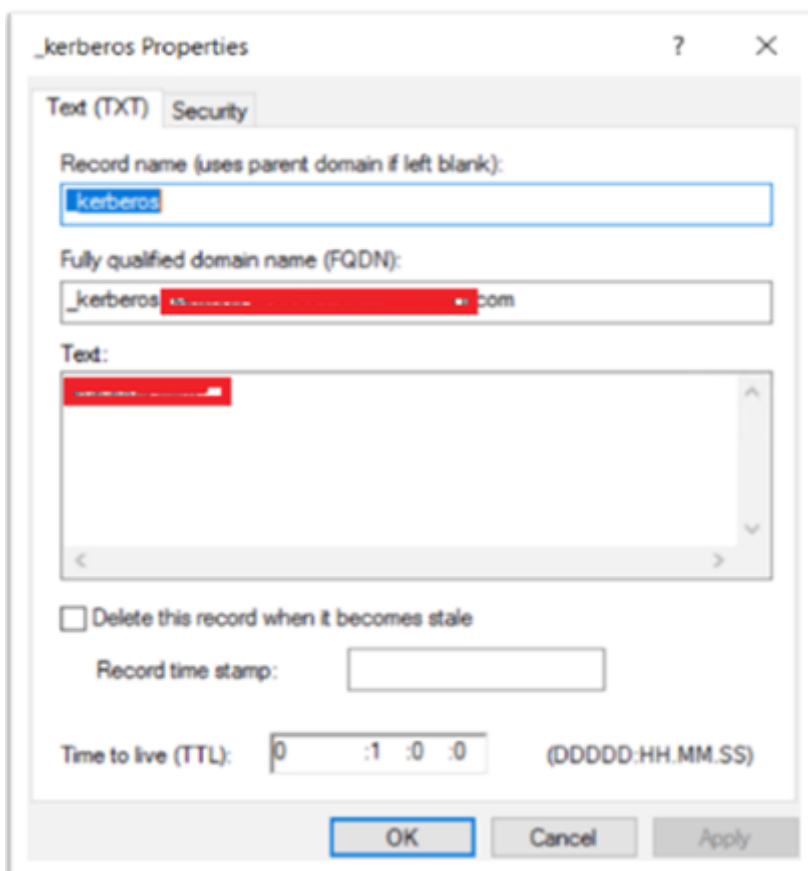 _kerberos Properties
Text (TXT) Security
Record name (uses parent domain if left blank):
_kerberos
Fully qualified domain name (FQDN):
_kerberos com
Text:
Delete this record when it becomes stale
Record time stamp:
Time to live (TTL): 0 :1 :0 :0 (DDDDD:HH.MM.SS)
OK Cancel Apply